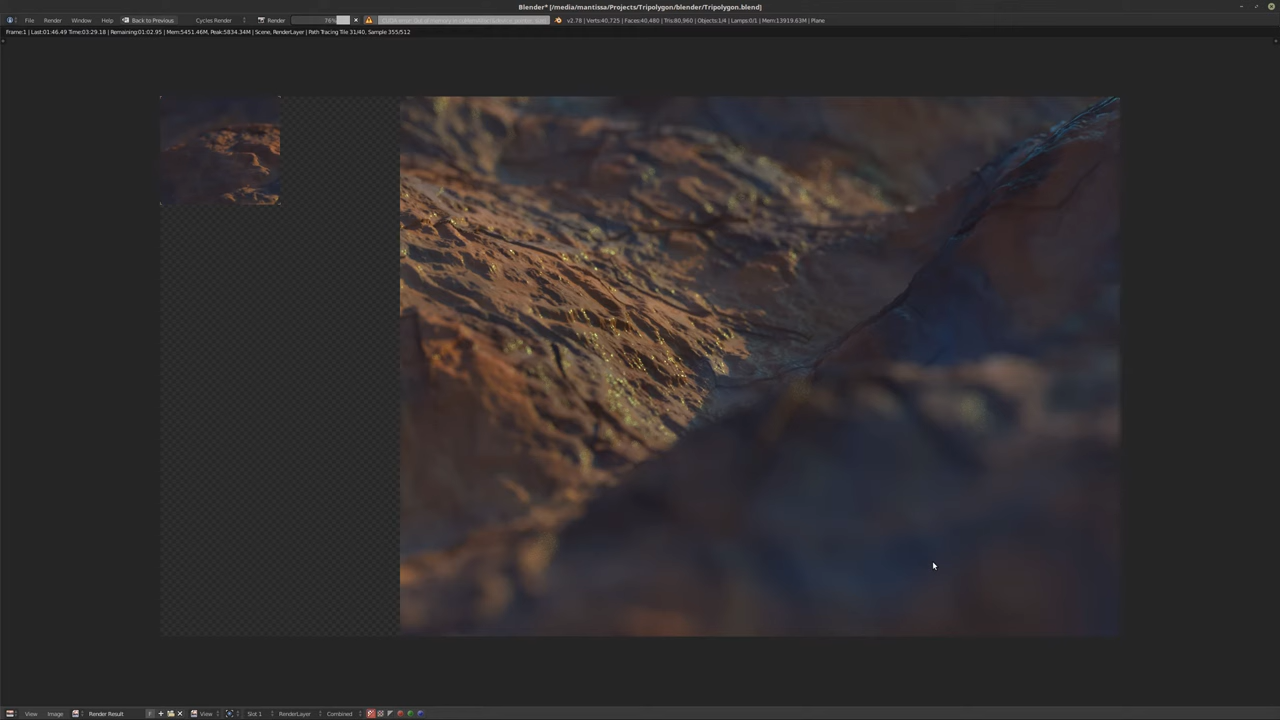 Blender* [/media/mantissa/Projects/Tripolygon/blender/Tripolygon.blend]
File Render Window Help Back to Previous Cycles Render Render 76% v2.78 | Verts:40,725 | Faces:40,480 | Tris:80,960 | Objects:1/4 | Lamps:0/1 | Mem:13919.63M | Plane
Frame:1 | Last:01:46.49 Time:03:29.18 | Remaining:01:02.95 | Mem:5451.46M, Peak:5834.34M | Scene, RenderLayer | Path Tracing Tile 31/40, Sample 355/512
View Image Render Result F View Slot 1 RenderLayer Combined